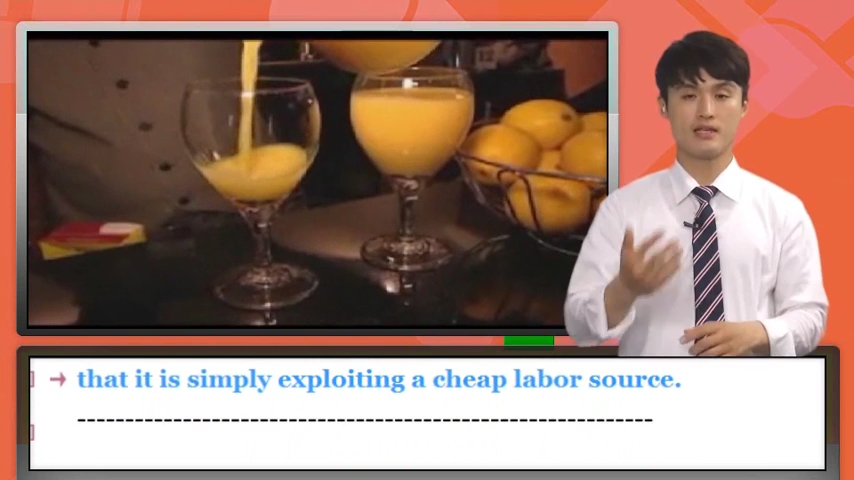 → that it is simply exploiting a cheap labor source.